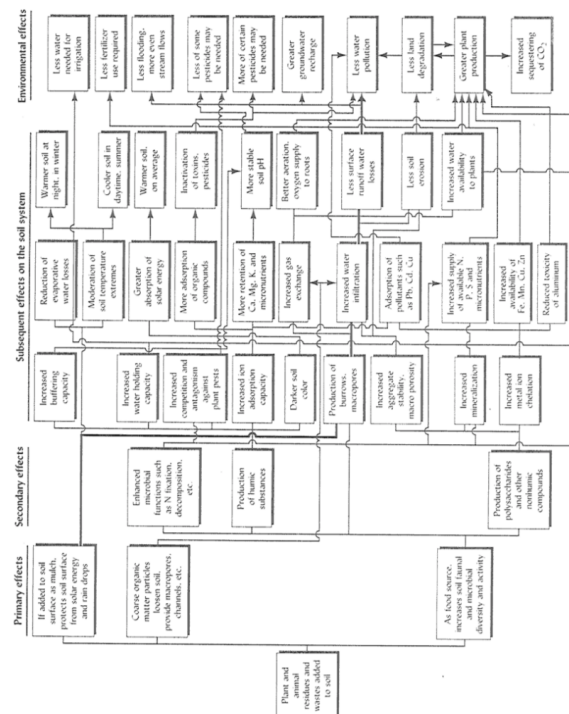 Environmental effects
Less water
needed for
irrigation
Less fertilizer
use required
Less flooding,
more even
stream flows
Less of some
pesticides may
be needed
More of certain
pesticides may
be needed
Greater
groundwater
recharge
Less water
pollution
Less land
degradation
Greater plant
production
Increased
sequestering
of CO2
Subsequent effects on the soil system
Warmer soil at
night, in winter
Cooler soil in
daytime, summer
Warmer soil,
on average
Inactivation
of toxins,
pesticides
More stable
soil pH
Better aeration,
oxygen supply
to roots
Less surface
runoff water
losses
Less soil
erosion
Increased water
availability
to plants
Reduction of
evaporative
water losses
Moderation of
soil temperature
extremes
Greater
absorption of
solar energy
More adsorption
of organic
compounds
More retention of
Ca, Mg, K, and
micronutrients
Increased gas
exchange
Increased water
infiltration
Adsorption of
pollutants such
as Pb, Cd, Cu
Increased supply
of available N,
P, S and
micronutrients
Increased
availability of
Fe, Mn, Cu, Zn
Reduced toxicity
of aluminum
Increased
buffering
capacity
Increased
water holding
capacity
Increased
competition and
antagonism
against
plant pests
Increased ion
adsorption
capacity
Darker soil
color
Production of
burrows,
macropores
Increased
aggregate
stability,
macro porosity
Increased
mineralization
Increased
metal ion
chelation
Secondary effects
Enhanced
microbial
functions such
as N fixation,
decomposition,
etc
Production
of humic
substances
Production of
polysaccharides
and other
nonhumic
compounds
Primary effects
If added to soil
surface as mulch,
protects soil surface
from solar energy
and rain drops
Coarse organic
matter particles
loosen soil,
provide macropores,
channels, etc.
As food source,
increases soil faunal
and microbial
diversity and activity
Plant and
animal
residues and
wastes added
to soil